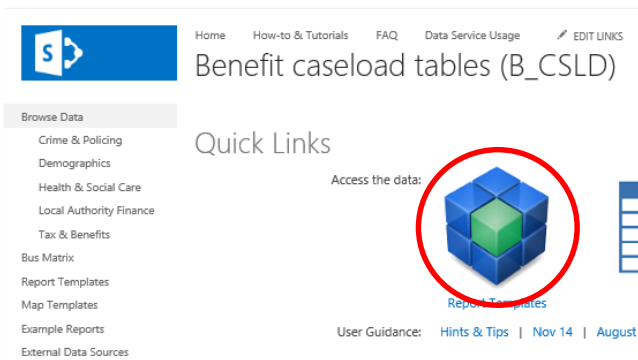 S
Home How-to & Tutorials FAQ Data Service Usage EDIT LINKS
Benefit caseload tables (B_CSLD)
Browse Data
Crime & Policing
Demographics
Health & Social Care
Local Authority Finance
Tax & Benefits
Bus Matrix
Report Templates
Map Templates
Example Reports
External Data Sources
Quick Links
Access the data:
Report Templates
User Guidance: Hints & Tips | Nov 14 | August